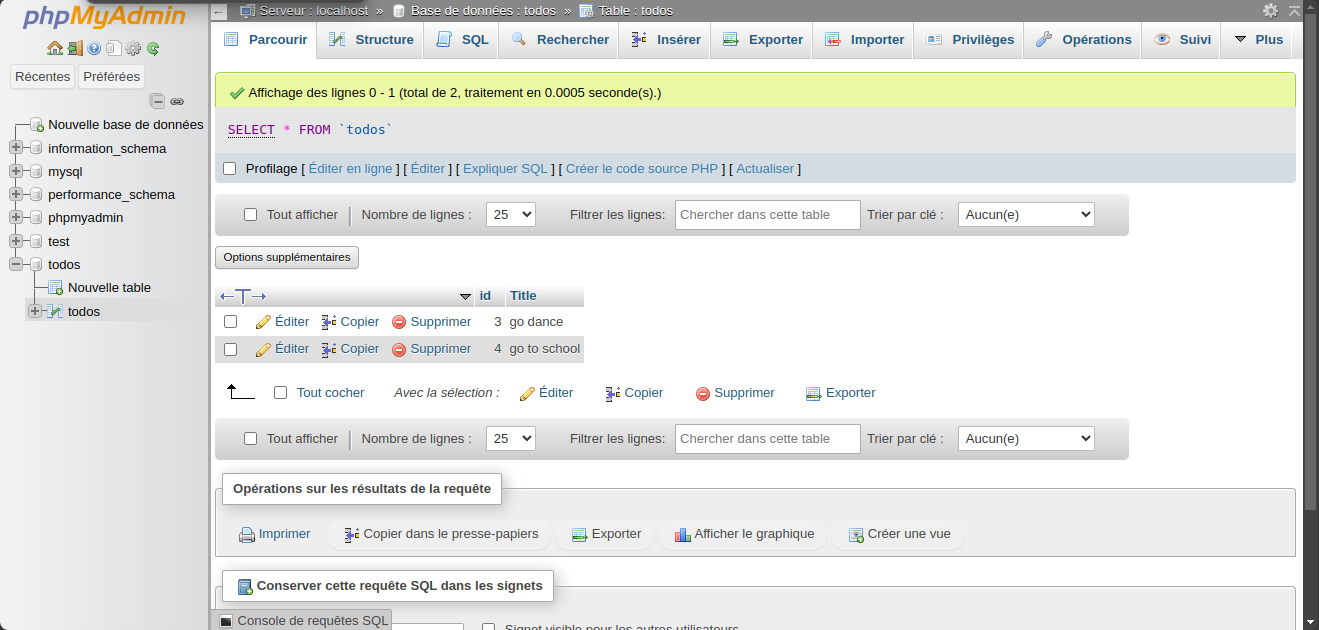 phpMyAdmin
Récentes Préférées
Nouvelle base de données
information_schema
mysql
performance_schema
phpmyadmin
test
todos
Nouvelle table
todos
Serveur : localhost » Base de données : todos » Table : todos
Parcourir Structure SQL Rechercher Insérer Exporter Importer Privilèges Opérations Suivi Plus
Affichage des lignes 0 - 1 (total de 2, traitement en 0.0005 seconde(s).)
SELECT * FROM `todos`
Profilage [ Éditer en ligne ] [ Éditer ] [ Expliquer SQL ] [ Créer le code source PHP ] [ Actualiser ]
Tout afficher Nombre de lignes : 25 Filtrer les lignes: Chercher dans cette table Trier par clé : Aucun(e)
Options supplémentaires
←T→ id Title
Éditer Copier Supprimer 3 go dance
Éditer Copier Supprimer 4 go to school
Tout cocher Avec la sélection : Éditer Copier Supprimer Exporter
Tout afficher Nombre de lignes : 25 Filtrer les lignes: Chercher dans cette table Trier par clé : Aucun(e)
Opérations sur les résultats de la requête
Imprimer Copier dans le presse-papiers Exporter Afficher le graphique Créer une vue
Conserver cette requête SQL dans les signets
Console de requêtes SQL
Signet visible pour les autres utilisateurs